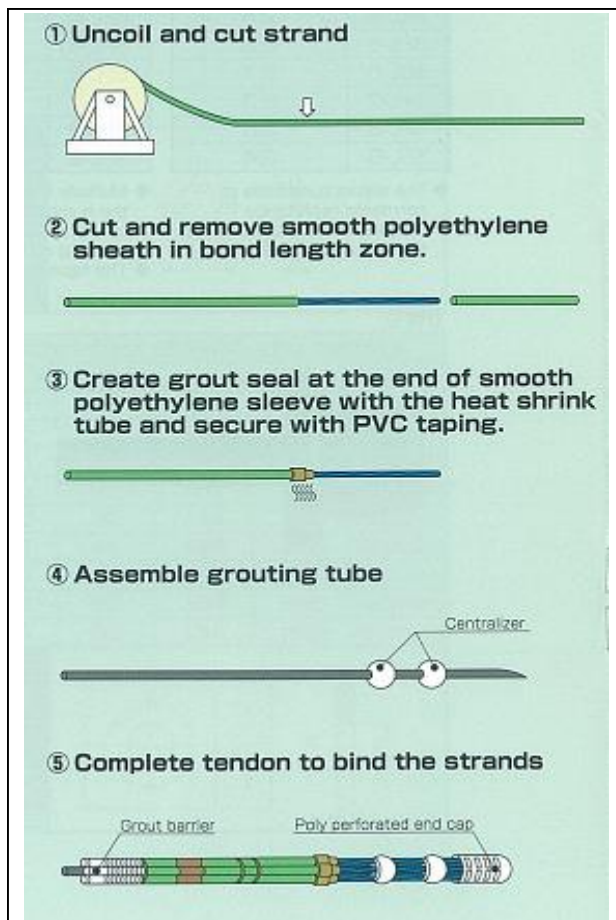 ① Uncoil and cut strand
② Cut and remove smooth polyethylene
sheath in bond length zone.
③ Create grout seal at the end of smooth
polyethylene sleeve with the heat shrink
tube and secure with PVC taping.
④ Assemble grouting tube
Centralizer
⑤ Complete tendon to bind the strands
Grout barrier
Poly perforated end cap